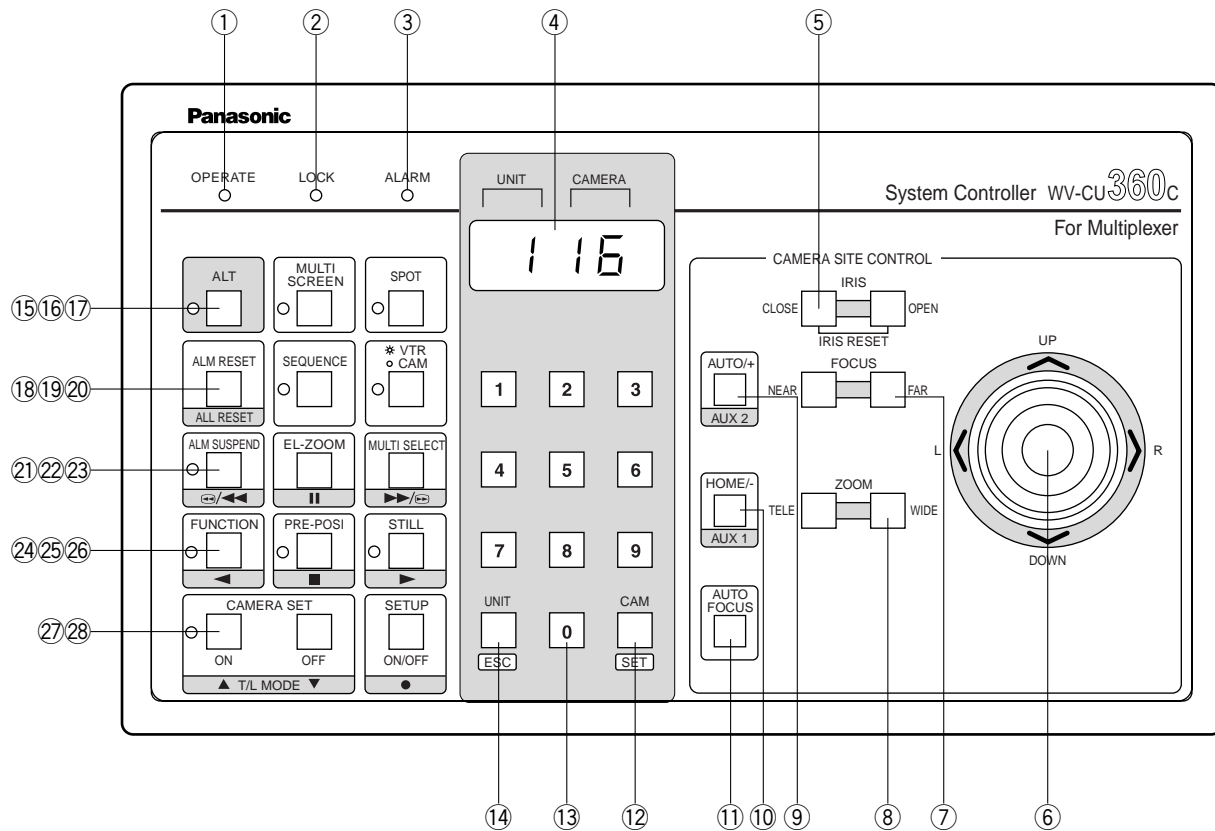 ① ② ③ ④ ⑤
Panasonic
OPERATE LOCK ALARM
UNIT CAMERA
System Controller WV-CU360C
For Multiplexer
116
ALT MULTI SCREEN SPOT
⑮⑯⑰
ALM RESET SEQUENCE VTR
CAM
⑱⑲⑳
ALL RESET
ALM SUSPEND EL-ZOOM MULTI SELECT
㉑㉒㉓
FUNCTION PRE-POSI STILL
㉔㉕㉖
CAMERA SET SETUP
㉗㉘
ON OFF ON/OFF
▲ T/L MODE ▼ ●
1 2 3
4 5 6
7 8 9
UNIT 0 CAM
ESC SET
CAMERA SITE CONTROL
IRIS
CLOSE OPEN
IRIS RESET
AUTO/+
AUX 2
FOCUS
NEAR FAR
HOME/-
AUX 1
ZOOM
TELE WIDE
AUTO
FOCUS
UP
L R
DOWN
⑭ ⑬ ⑫ ⑪ ⑩ ⑨ ⑧ ⑦ ⑥